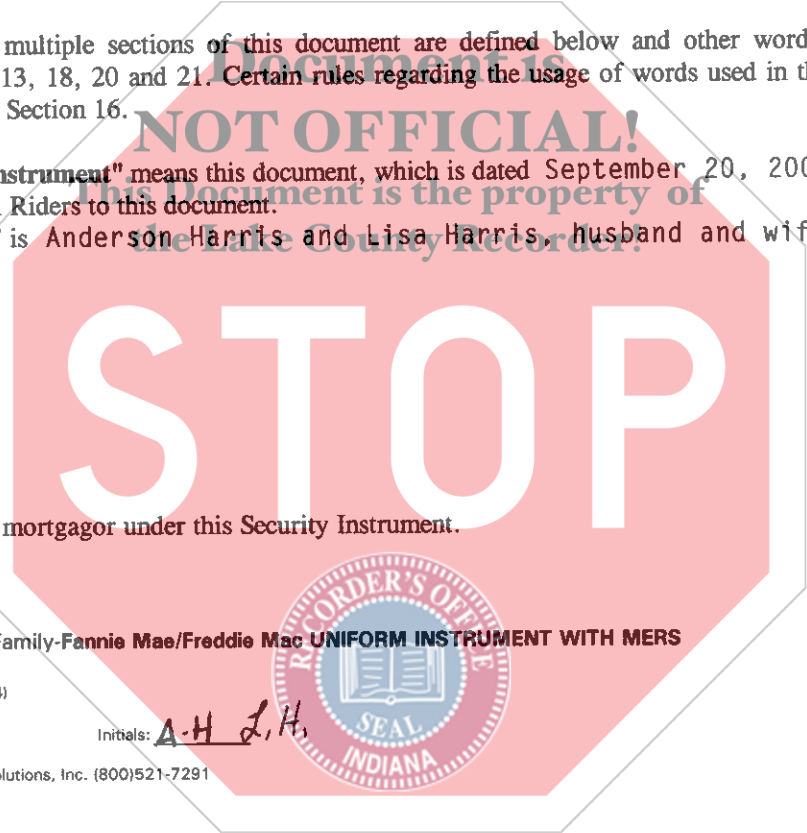 multiple sections of this document are defined below and other word
Document is
13, 18, 20 and 21. Certain rules regarding the usage of words used in th
Section 16.
NOT OFFICIAL!
nstrument" means this document, which is dated September 20, 200
This Document is the property of
Riders to this document.
is Anderson Harris and Lisa Harris, husband and wif
the Lake County Recorder!
STOP
mortgagor under this Security Instrument.
RECORDER'S OFFICE
Family-Fannie Mae/Freddie Mac UNIFORM INSTRUMENT WITH MERS
Initials: A.H L.H.
SEAL
INDIANA
olutions, Inc. (800)521-7291